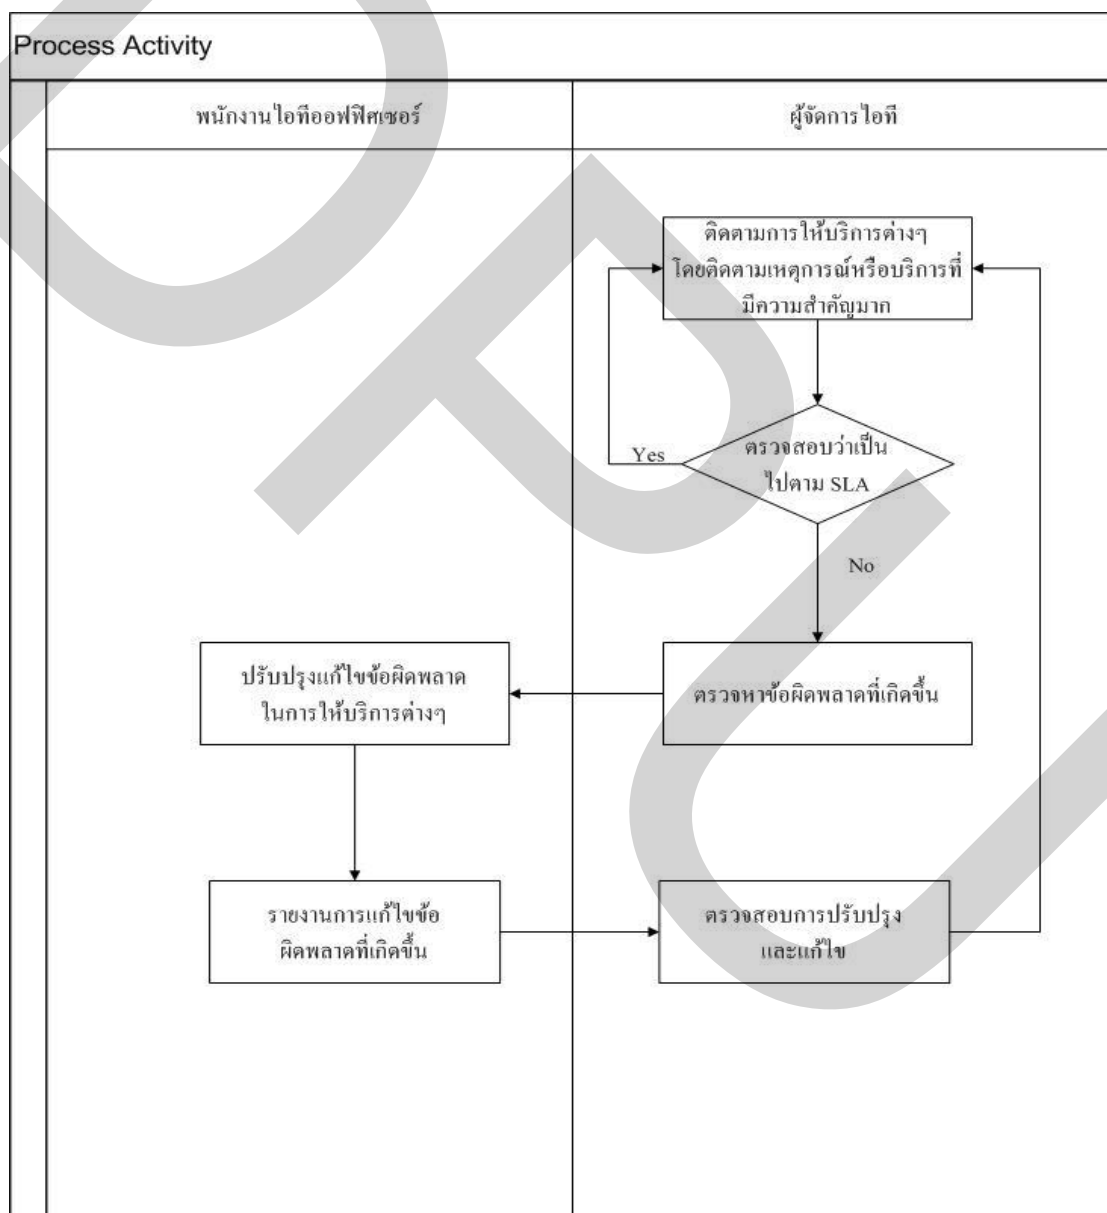 Process Activity
พนักงานไอทีออฟฟิศเซอร์
ผู้จัดการไอที
ติดตามการให้บริการต่างๆ
โดยติดตามเหตุการณ์หรือบริการที่
มีความสำคัญมาก
ตรวจสอบว่าเป็น
ไปตาม SLA
Yes
No
ตรวจหาข้อผิดพลาดที่เกิดขึ้น
ปรับปรุงแก้ไขข้อผิดพลาด
ในการให้บริการต่างๆ
รายงานการแก้ไขข้อ
ผิดพลาดที่เกิดขึ้น
ตรวจสอบการปรับปรุง
และแก้ไข
DPU